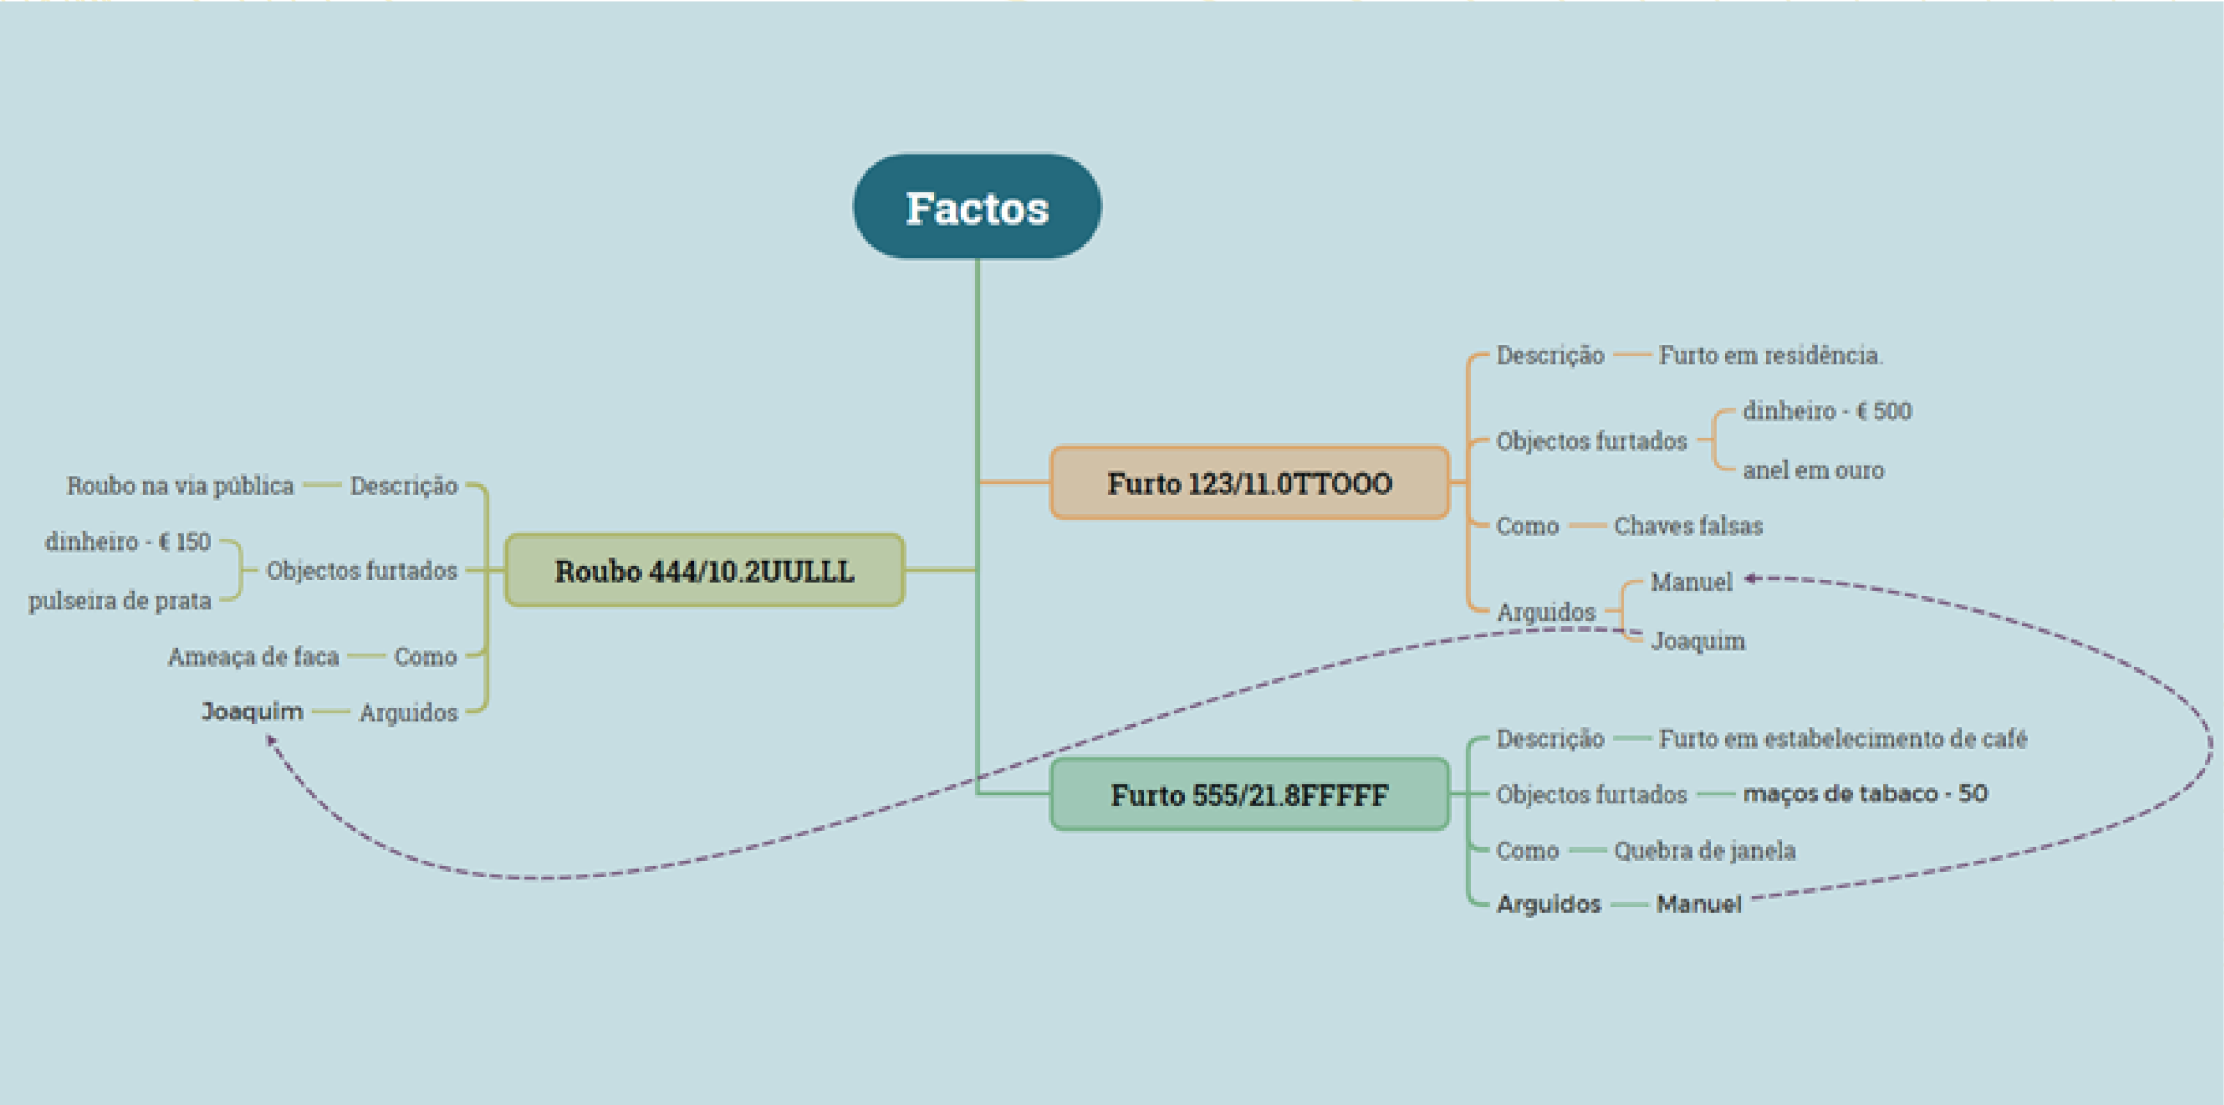 Factos
Furto 123/11.0TTOOO
Descrição
Furto em residência.
Objectos furtados
dinheiro - € 500
anel em ouro
Como
Chaves falsas
Arguidos
Manuel
Joaquim
Furto 555/21.8FFFFF
Descrição
Furto em estabelecimento de café
Objectos furtados
maços de tabaco - 50
Como
Quebra de janela
Arguidos
Manuel
Roubo 444/10.2UULLL
Descrição
Roubo na via pública
Objectos furtados
dinheiro - € 150
pulseira de prata
Como
Ameaça de faca
Arguidos
Joaquim